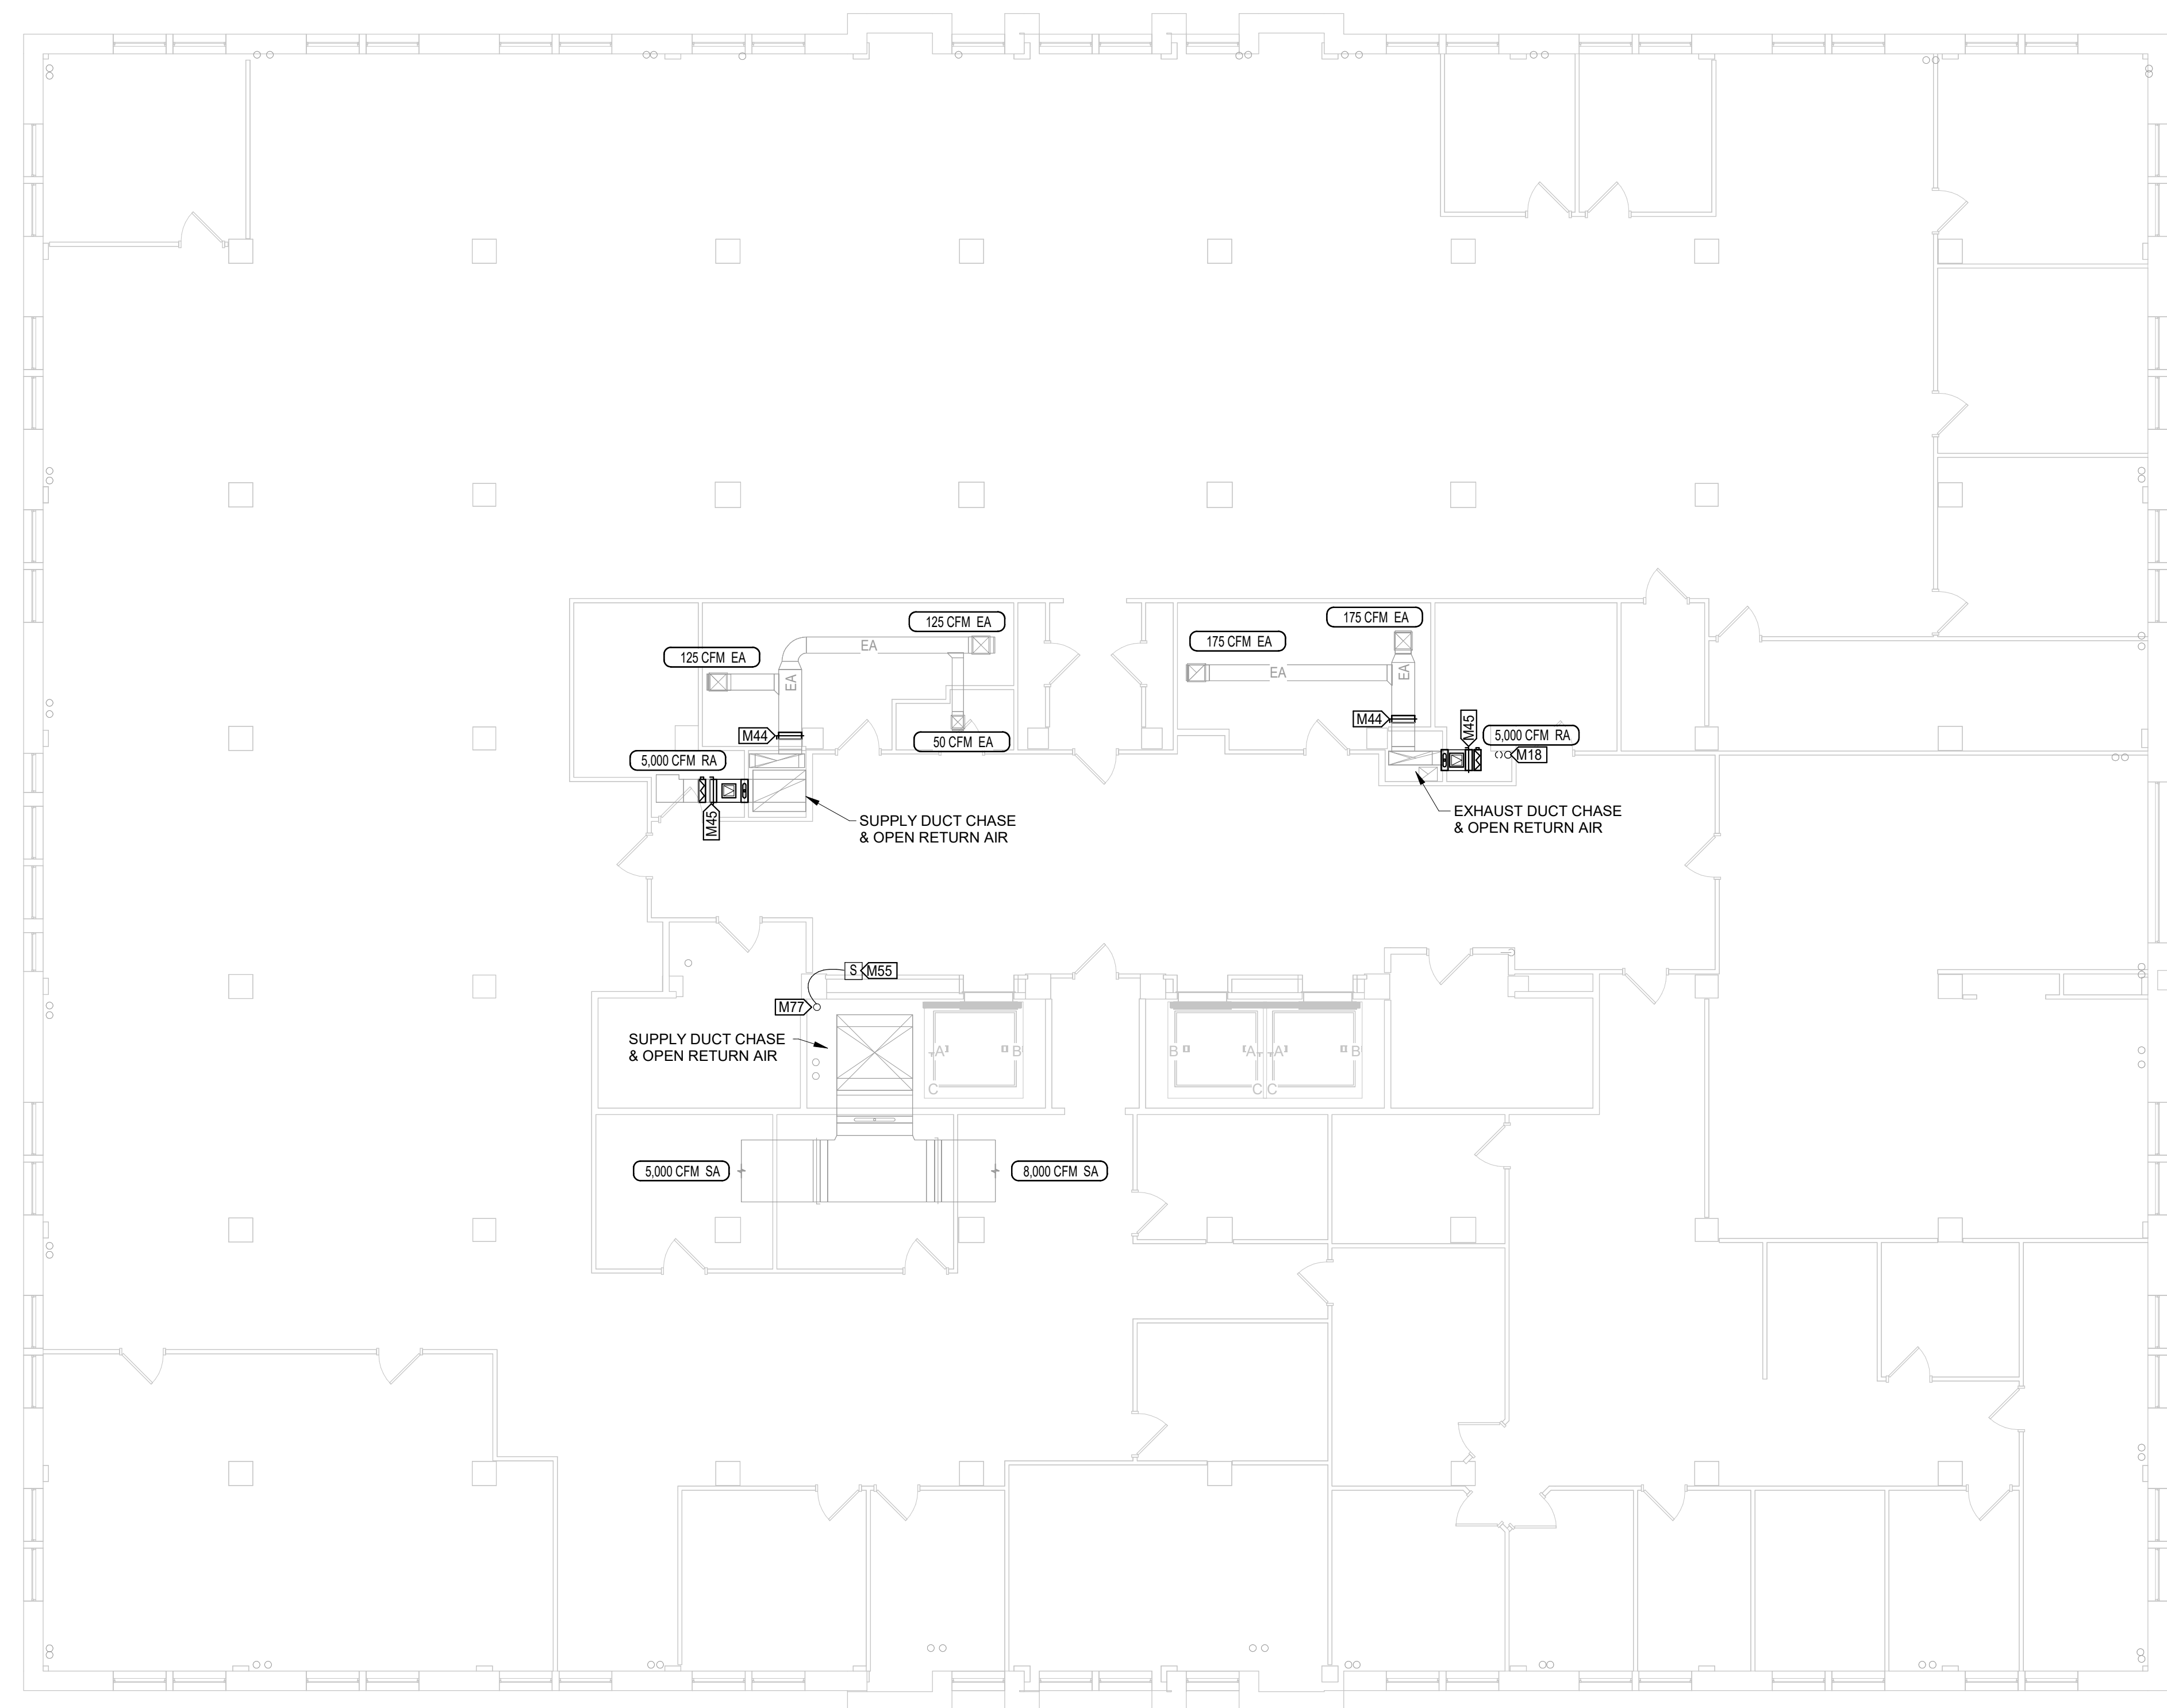 125 CFM EA
175 CFM EA
175 CFM EA
EA
125 CFM EA
EA
EA
EA
M44
M45
M44
50 CFM EA
5,000 CFM RA
M18
5,000 CFM RA
M45
SUPPLY DUCT CHASE
& OPEN RETURN AIR
EXHAUST DUCT CHASE
& OPEN RETURN AIR
S
M55
M77
SUPPLY DUCT CHASE
& OPEN RETURN AIR
A
B
B
A
A
B
C
C
C
5,000 CFM SA
8,000 CFM SA